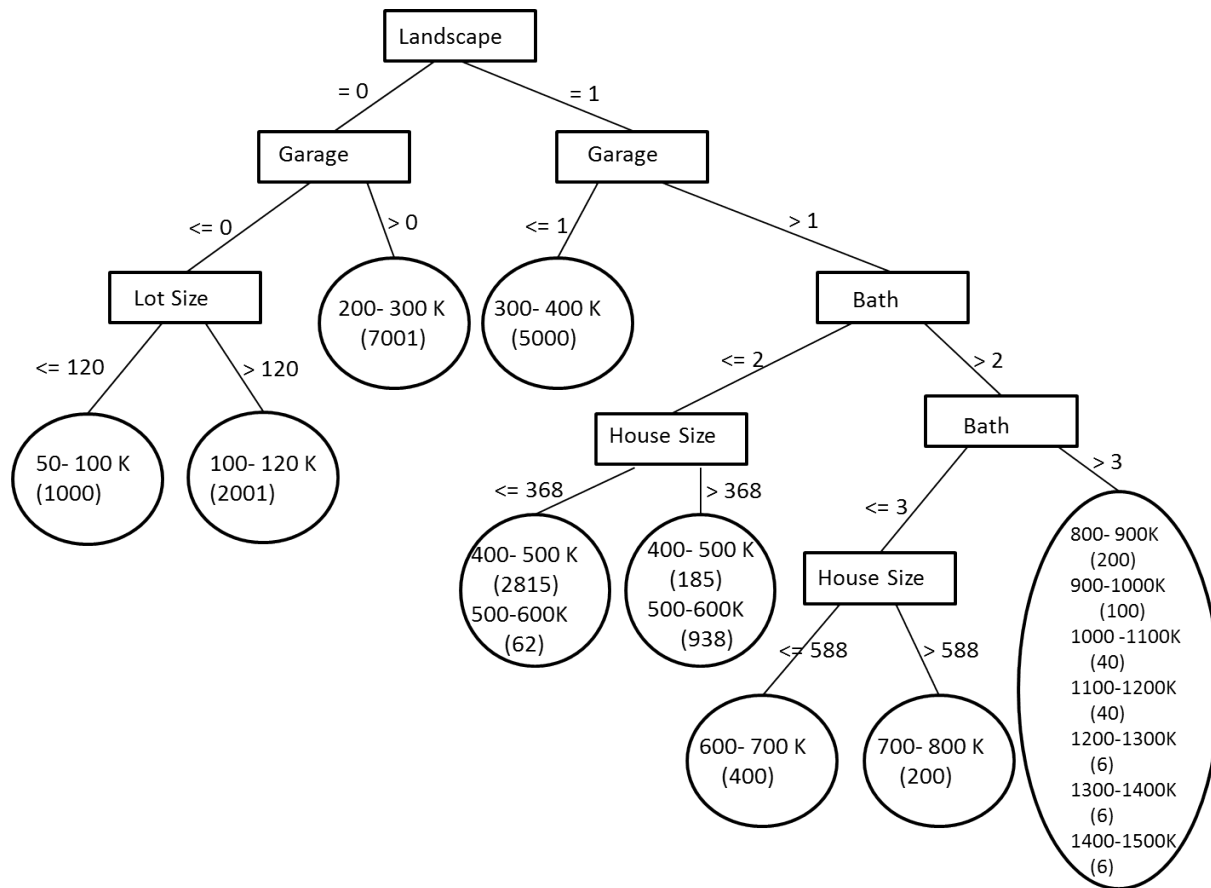 Landscape
= 0
= 1
Garage
Garage
<= 0
> 0
<= 1
> 1
Lot Size
200- 300 K
(7001)
300- 400 K
(5000)
Bath
<= 120
> 120
<= 2
> 2
50- 100 K
(1000)
100- 120 K
(2001)
House Size
Bath
<= 368
> 368
<= 3
> 3
400- 500 K
(2815)
500-600K
(62)
400- 500 K
(185)
500-600K
(938)
House Size
<= 588
> 588
600- 700 K
(400)
700- 800 K
(200)
800- 900K
(200)
900-1000K
(100)
1000 -1100K
(40)
1100-1200K
(40)
1200-1300K
(6)
1300-1400K
(6)
1400-1500K
(6)